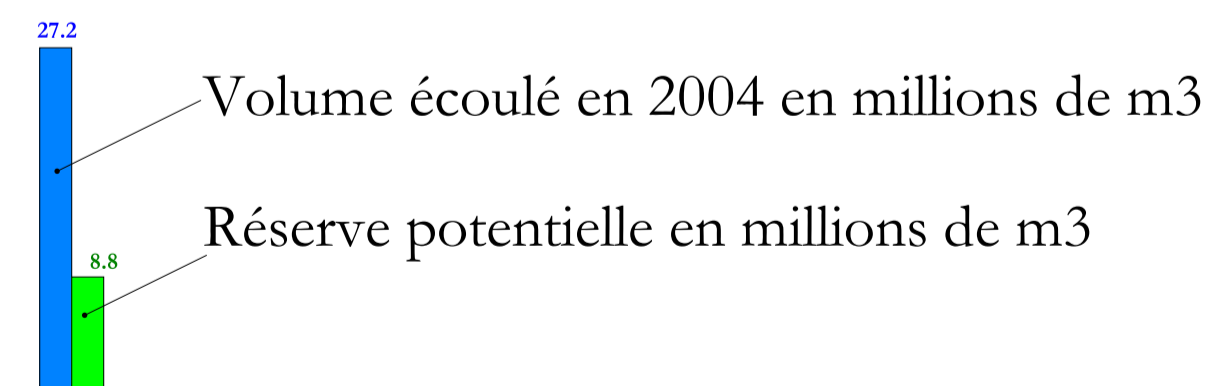 27.2
Volume écoulé en 2004 en millions de m3
Réserve potentielle en millions de m3
8.8